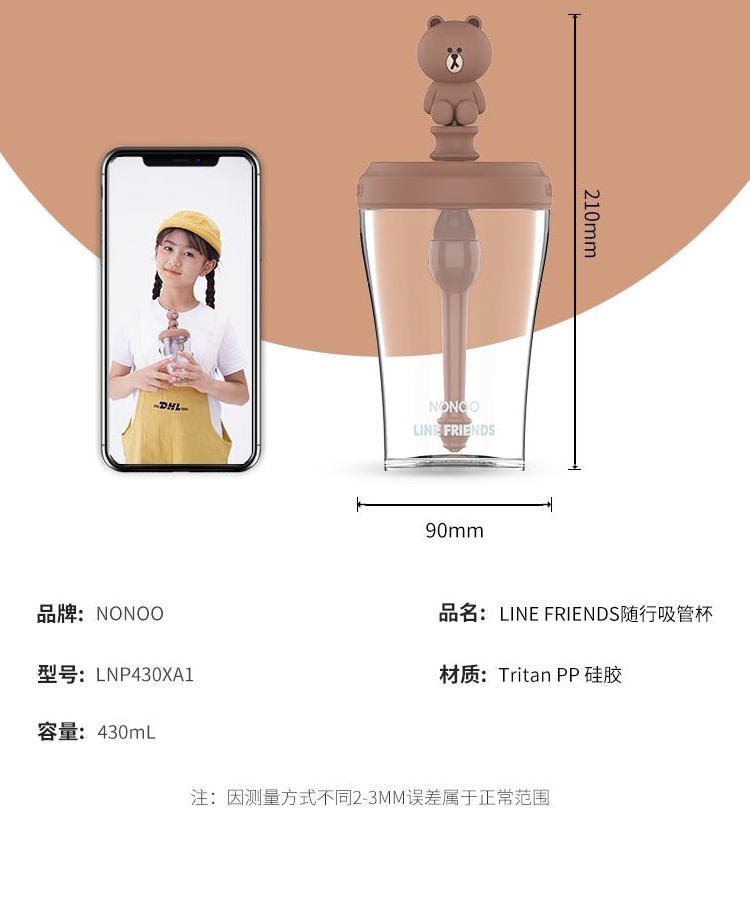 210mm
DHL
NONOO
LINE FRIENDS
90mm
品牌: NONOO
品名: LINE FRIENDS随行吸管杯
型号: LNP430XA1
材质: Tritan PP 硅胶
容量: 430mL
注：因测量方式不同2-3MM误差属于正常范围